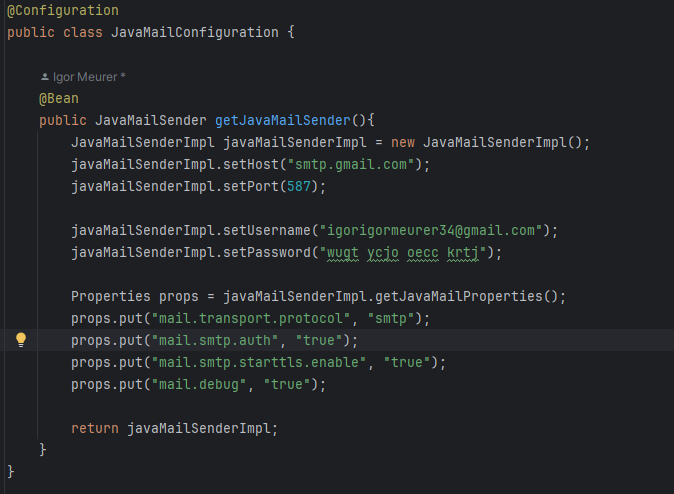 @Configuration
public class JavaMailConfiguration {
Igor Meurer *
@Bean
public JavaMailSender getJavaMailSender(){
JavaMailSenderImpl javaMailSenderImpl = new JavaMailSenderImpl();
javaMailSenderImpl.setHost("smtp.gmail.com");
javaMailSenderImpl.setPort(587);
javaMailSenderImpl.setUsername("igorigormeurer34@gmail.com");
javaMailSenderImpl.setPassword("wugt ycjo oecc krtj");
Properties props = javaMailSenderImpl.getJavaMailProperties();
props.put("mail.transport.protocol", "smtp");
props.put("mail.smtp.auth", "true");
props.put("mail.smtp.starttls.enable", "true");
props.put("mail.debug", "true");
return javaMailSenderImpl;
}
}